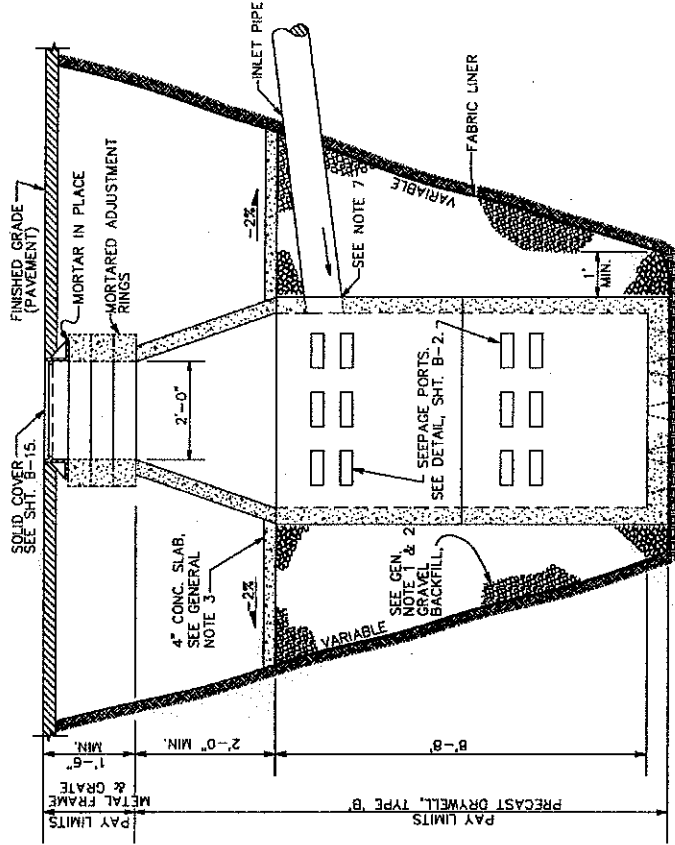 FINISHED GRADE
(PAVEMENT)
MORTAR IN PLACE
MORTARED ADJUSTMENT
RINGS
SOLID COVER
SEE SHT. B-15.
2'-0"
INLET PIPE
-2%
SEE NOTE 7
VARIABLE
FABRIC LINER
1'
MIN.
4" CONC. SLAB,
SEE GENERAL
NOTE 3
-2%
SEEPAGE PORTS.
SEE DETAIL, SHT. B-2.
SEE GEN.
NOTE 1 & 2
GRAVEL
BACKFILL,
VARIABLE
1'-6"
MIN.
2'-0" MIN.
8'-8'
PAY LIMITS
METAL FRAME
& GRATE
PAY LIMITS
PRECAST DRYWELL, TYPE 'B'